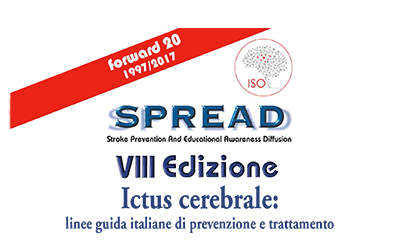 forward 20
1997/2017
ISO
SPREAD
Stroke Prevention And Educational Awareness Diffusion
VIII Edizione
Ictus cerebrale:
linee guida italiane di prevenzione e trattamento